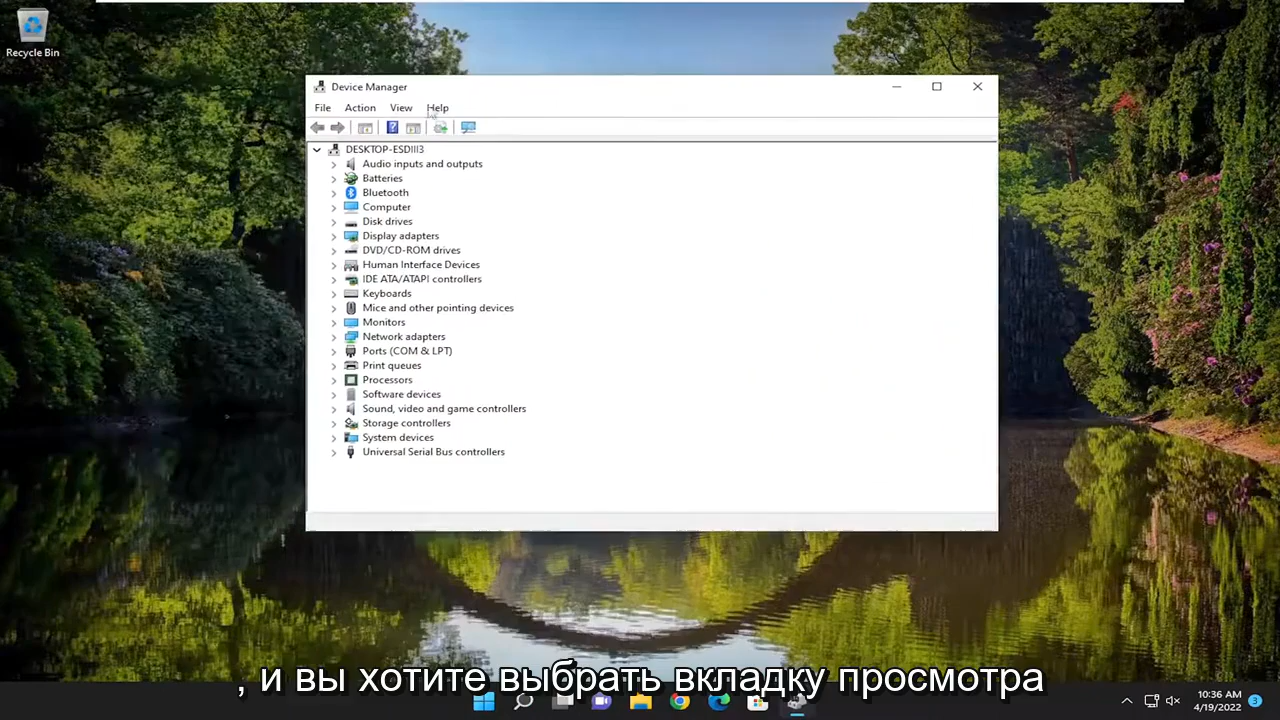 Recycle Bin
Device Manager
File Action View Help
DESKTOP-ESDIII3
Audio inputs and outputs
Batteries
Bluetooth
Computer
Disk drives
Display adapters
DVD/CD-ROM drives
Human Interface Devices
IDE ATA/ATAPI controllers
Keyboards
Mice and other pointing devices
Monitors
Network adapters
Ports (COM & LPT)
Print queues
Processors
Software devices
Sound, video and game controllers
Storage controllers
System devices
Universal Serial Bus controllers
, и вы хотите выбрать вкладку просмотра
10:36 AM
4/19/2022
3